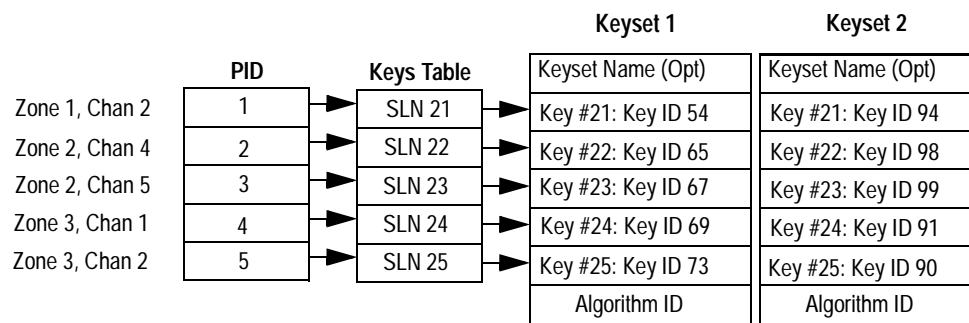 Keyset 1 Keyset 2
PID Keys Table Keyset Name (Opt) Keyset Name (Opt)
Zone 1, Chan 2 1 SLN 21 Key #21: Key ID 54 Key #21: Key ID 94
Zone 2, Chan 4 2 SLN 22 Key #22: Key ID 65 Key #22: Key ID 98
Zone 2, Chan 5 3 SLN 23 Key #23: Key ID 67 Key #23: Key ID 99
Zone 3, Chan 1 4 SLN 24 Key #24: Key ID 69 Key #24: Key ID 91
Zone 3, Chan 2 5 SLN 25 Key #25: Key ID 73 Key #25: Key ID 90
Algorithm ID Algorithm ID